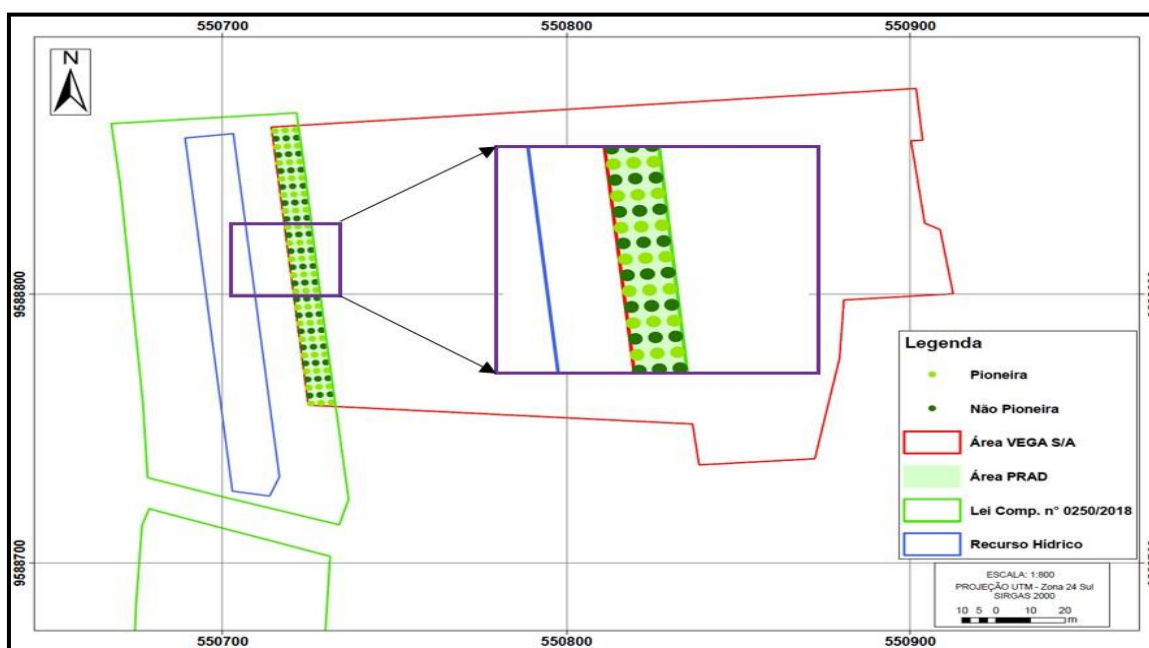 550700 550800 550900
N
9588800
Legenda
Pioneira
Não Pioneira
Área VEGA S/A
Área PRAD
Lei Comp. n° 0250/2018
Recurso Hídrico
9588700
ESCALA: 1:800
PROJEÇÃO UTM - Zona 24 Sul
SIRGAS 2000
10 5 0 10 20
m
550700 550800 550900